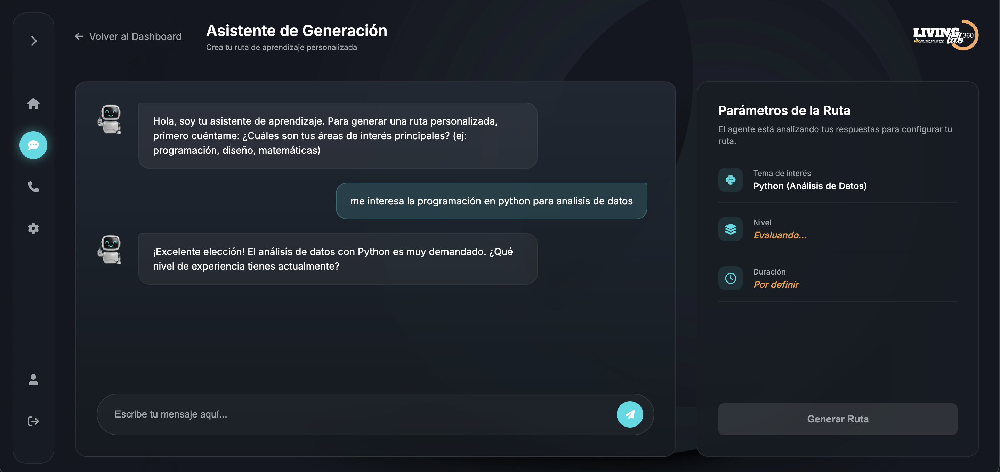 Volver al Dashboard
Asistente de Generación
Crea tu ruta de aprendizaje personalizada
LIVING
lab
360
UNIMINUTO
Hola, soy tu asistente de aprendizaje. Para generar una ruta personalizada,
primero cuéntame: ¿Cuáles son tus áreas de interés principales? (ej:
programación, diseño, matemáticas)
me interesa la programación en python para analisis de datos
¡Excelente elección! El análisis de datos con Python es muy demandado. ¿Qué
nivel de experiencia tienes actualmente?
Escribe tu mensaje aquí...
Parámetros de la Ruta
El agente está analizando tus respuestas para configurar tu
ruta.
Tema de interés
Python (Análisis de Datos)
Nivel
Evaluando...
Duración
Por definir
Generar Ruta